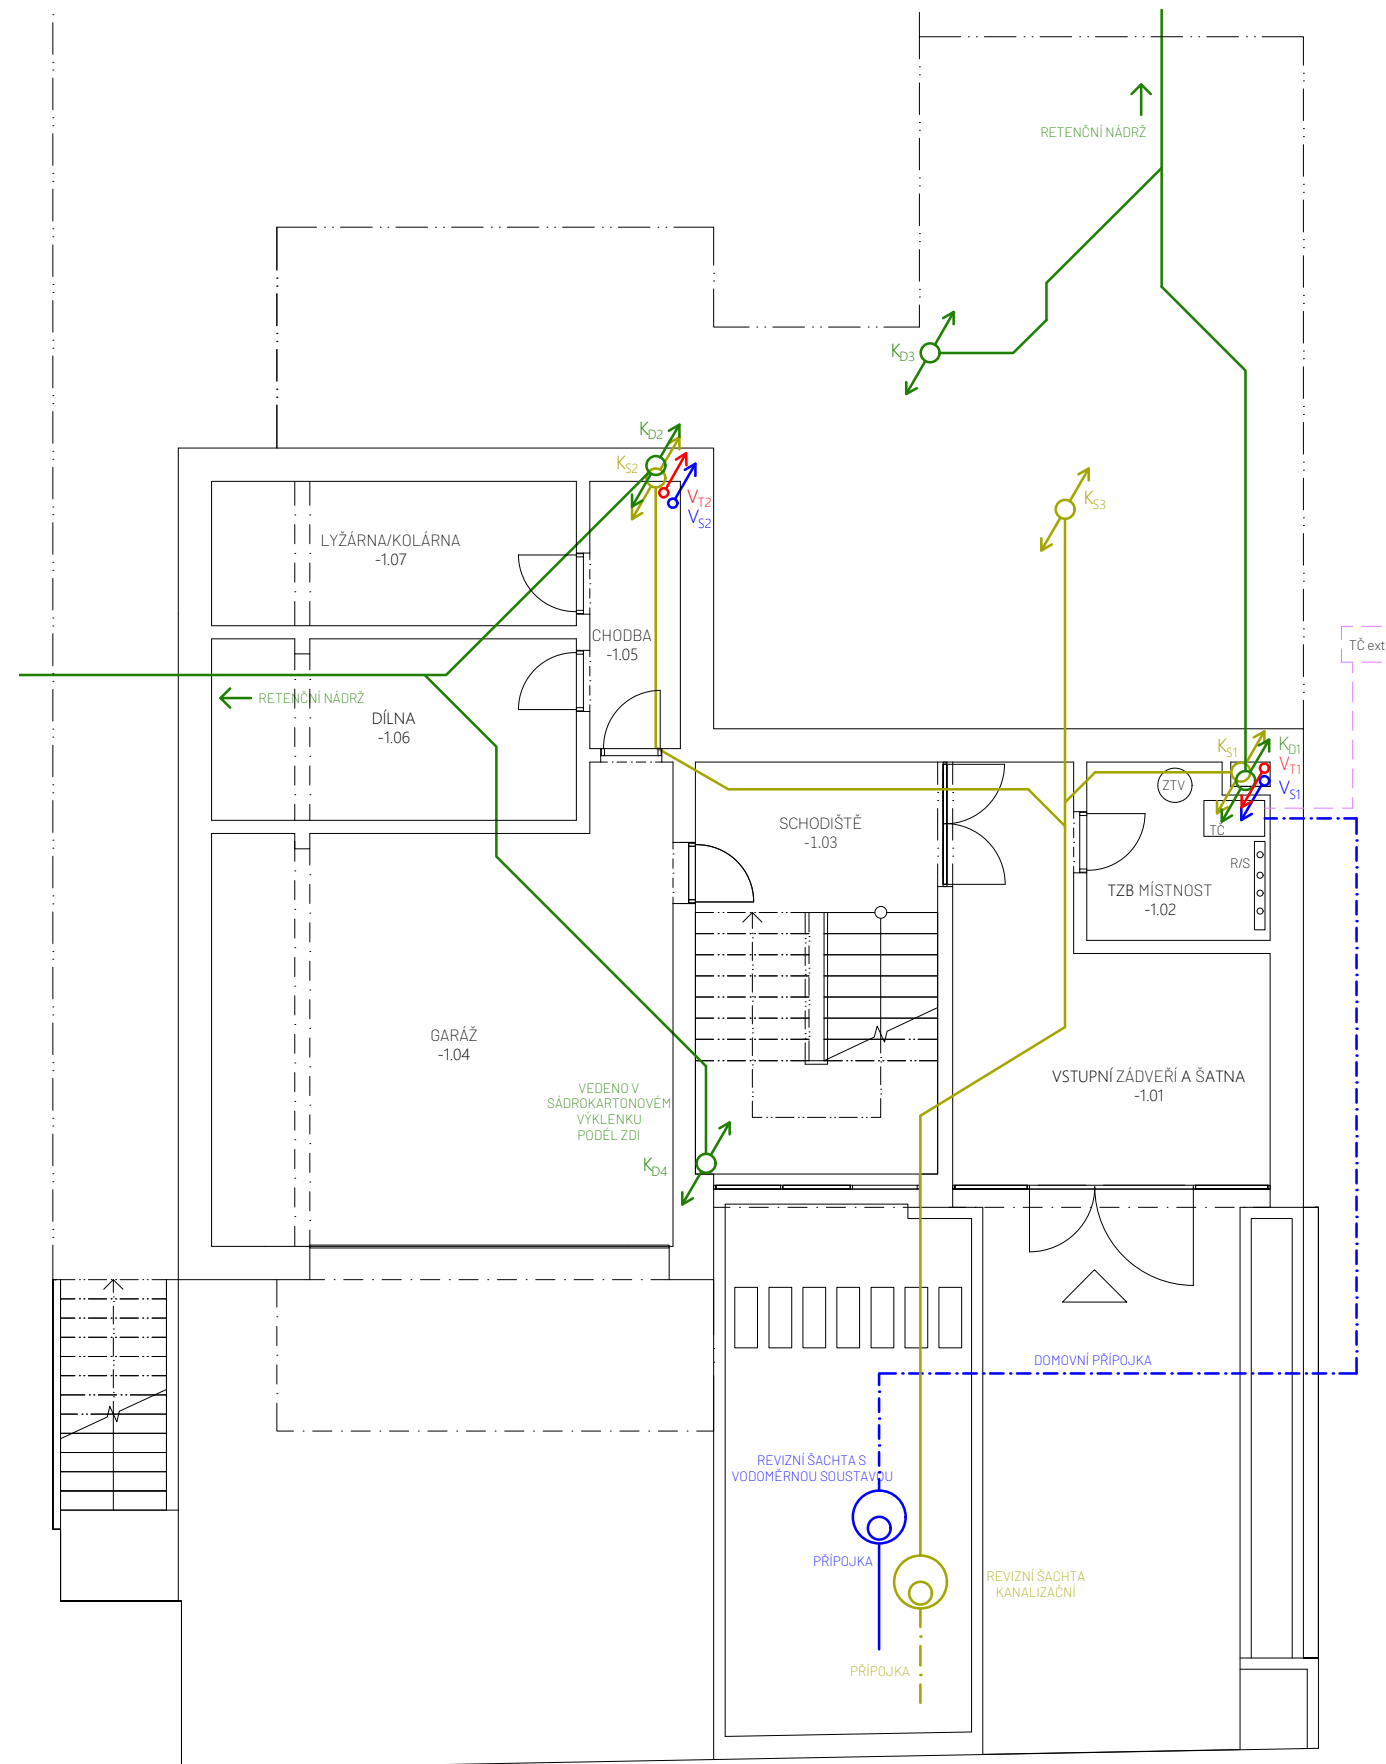 RETENČNÍ NÁDRŽ
KD3
KD2
KS2
VT2
VS2
KS3
LYŽÁRNA/KOLÁRNA
-1.07
CHODBA
-1.05
TČ ext
RETENČNÍ NÁDRŽ
DÍLNA
-1.06
KS1
KD1
VT1
VS1
ZTV
TČ
SCHODIŠTĚ
-1.03
R/S
TZB MÍSTNOST
-1.02
GARÁŽ
-1.04
VSTUPNÍ ZÁDVEŘÍ A ŠATNA
-1.01
VEDENO V
SÁDROKARTONOVÉM
VÝKLENKU
PODÉL ZDI
KD4
DOMOVNÍ PŘÍPOJKA
REVIZNÍ ŠACHTA S
VODOMĚRNOU SOUSTAVOU
PŘÍPOJKA
REVIZNÍ ŠACHTA
KANALIZAČNÍ
PŘÍPOJKA